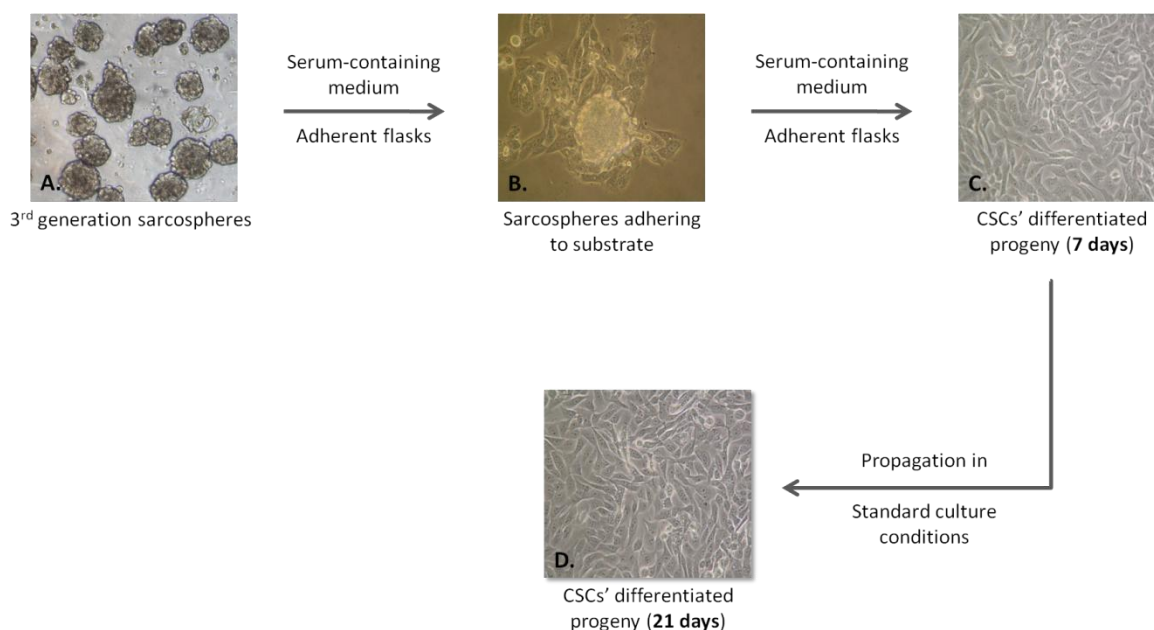 A.
3rd generation sarcospheres
Serum-containing
medium
Adherent flasks
B.
Sarcospheres adhering
to substrate
Serum-containing
medium
Adherent flasks
C.
CSCs’ differentiated
progeny (7 days)
Propagation in
Standard culture
conditions
D.
CSCs’ differentiated
progeny (21 days)